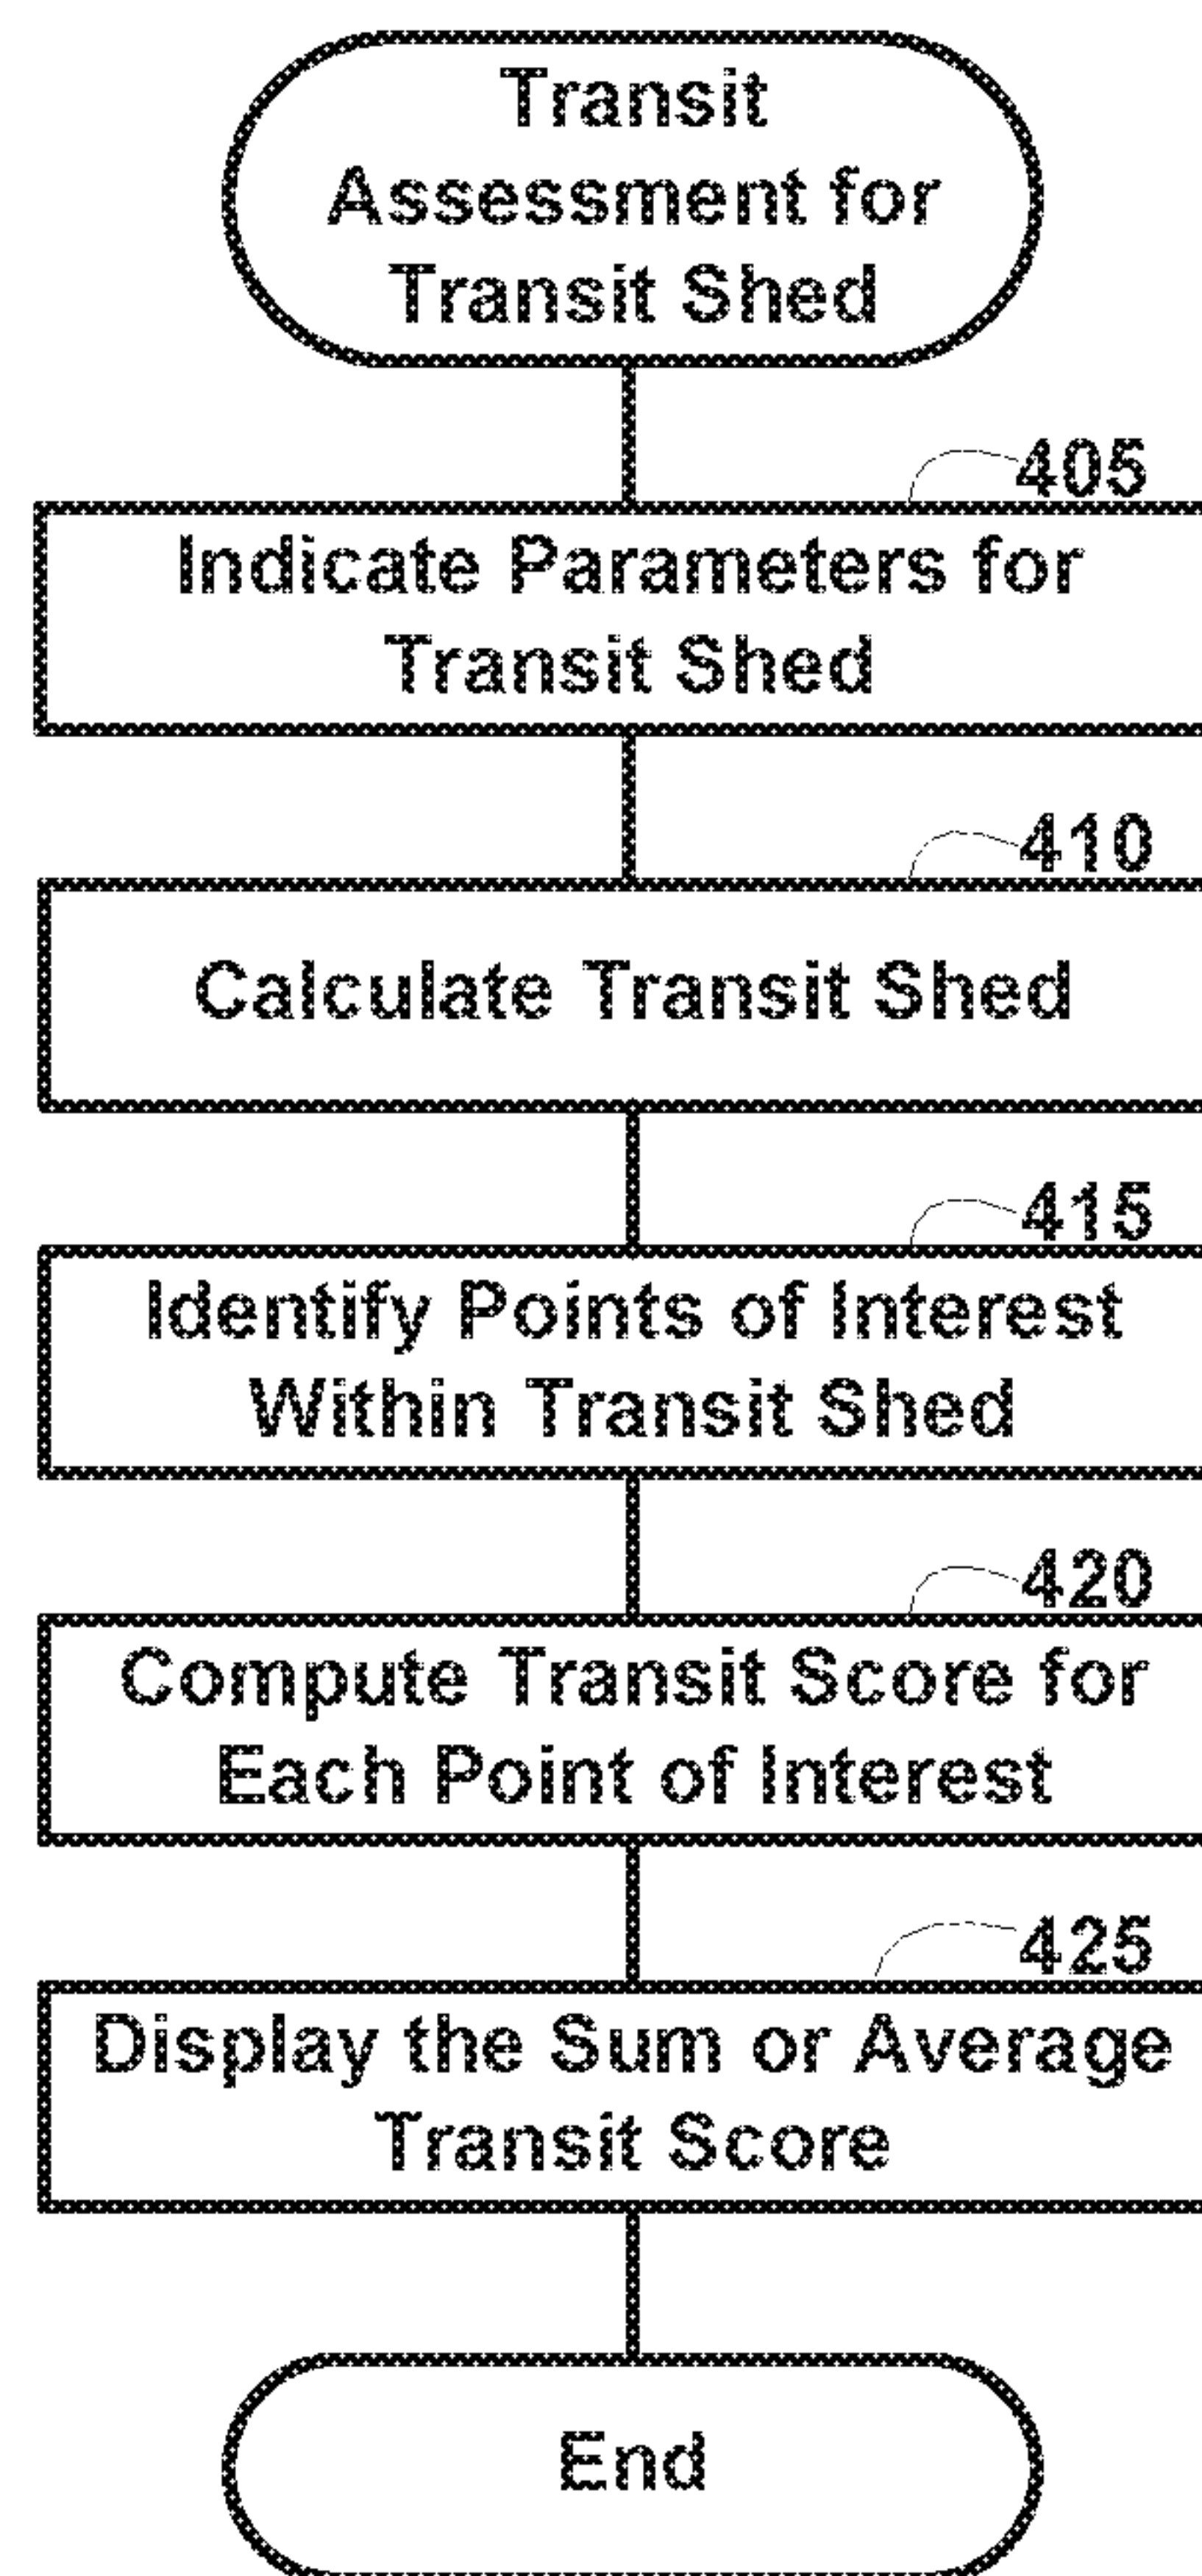 Transit
Assessment for
Transit Shed
405
Indicate Parameters for
Transit Shed
410
Calculate Transit Shed
415
Identify Points of Interest
Within Transit Shed
420
Compute Transit Score for
Each Point of Interest
425
Display the Sum or Average
Transit Score
End